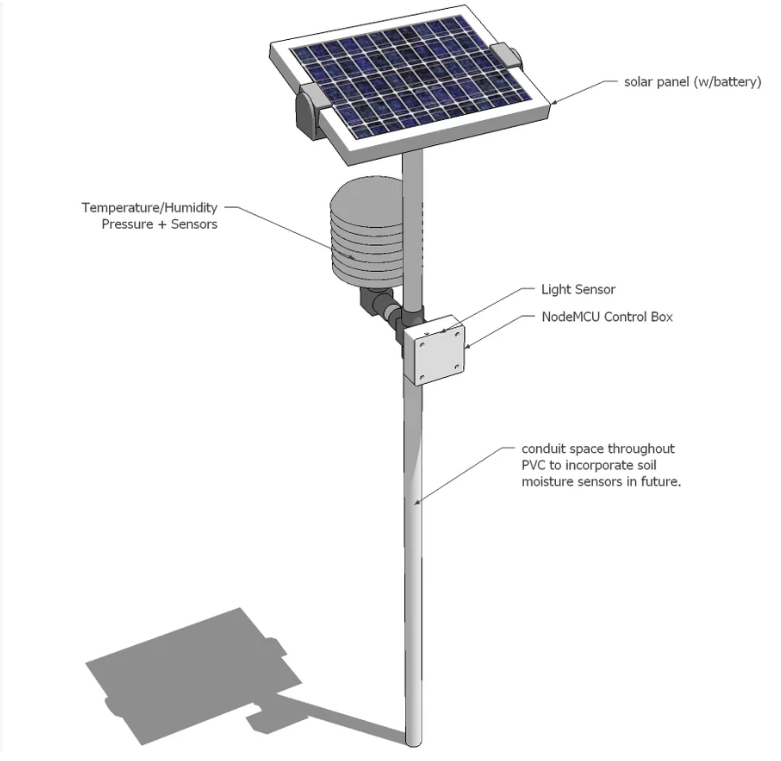 solar panel (w/battery)
Temperature/Humidity
Pressure + Sensors
Light Sensor
NodeMCU Control Box
conduit space throughout
PVC to incorporate soil
moisture sensors in future.